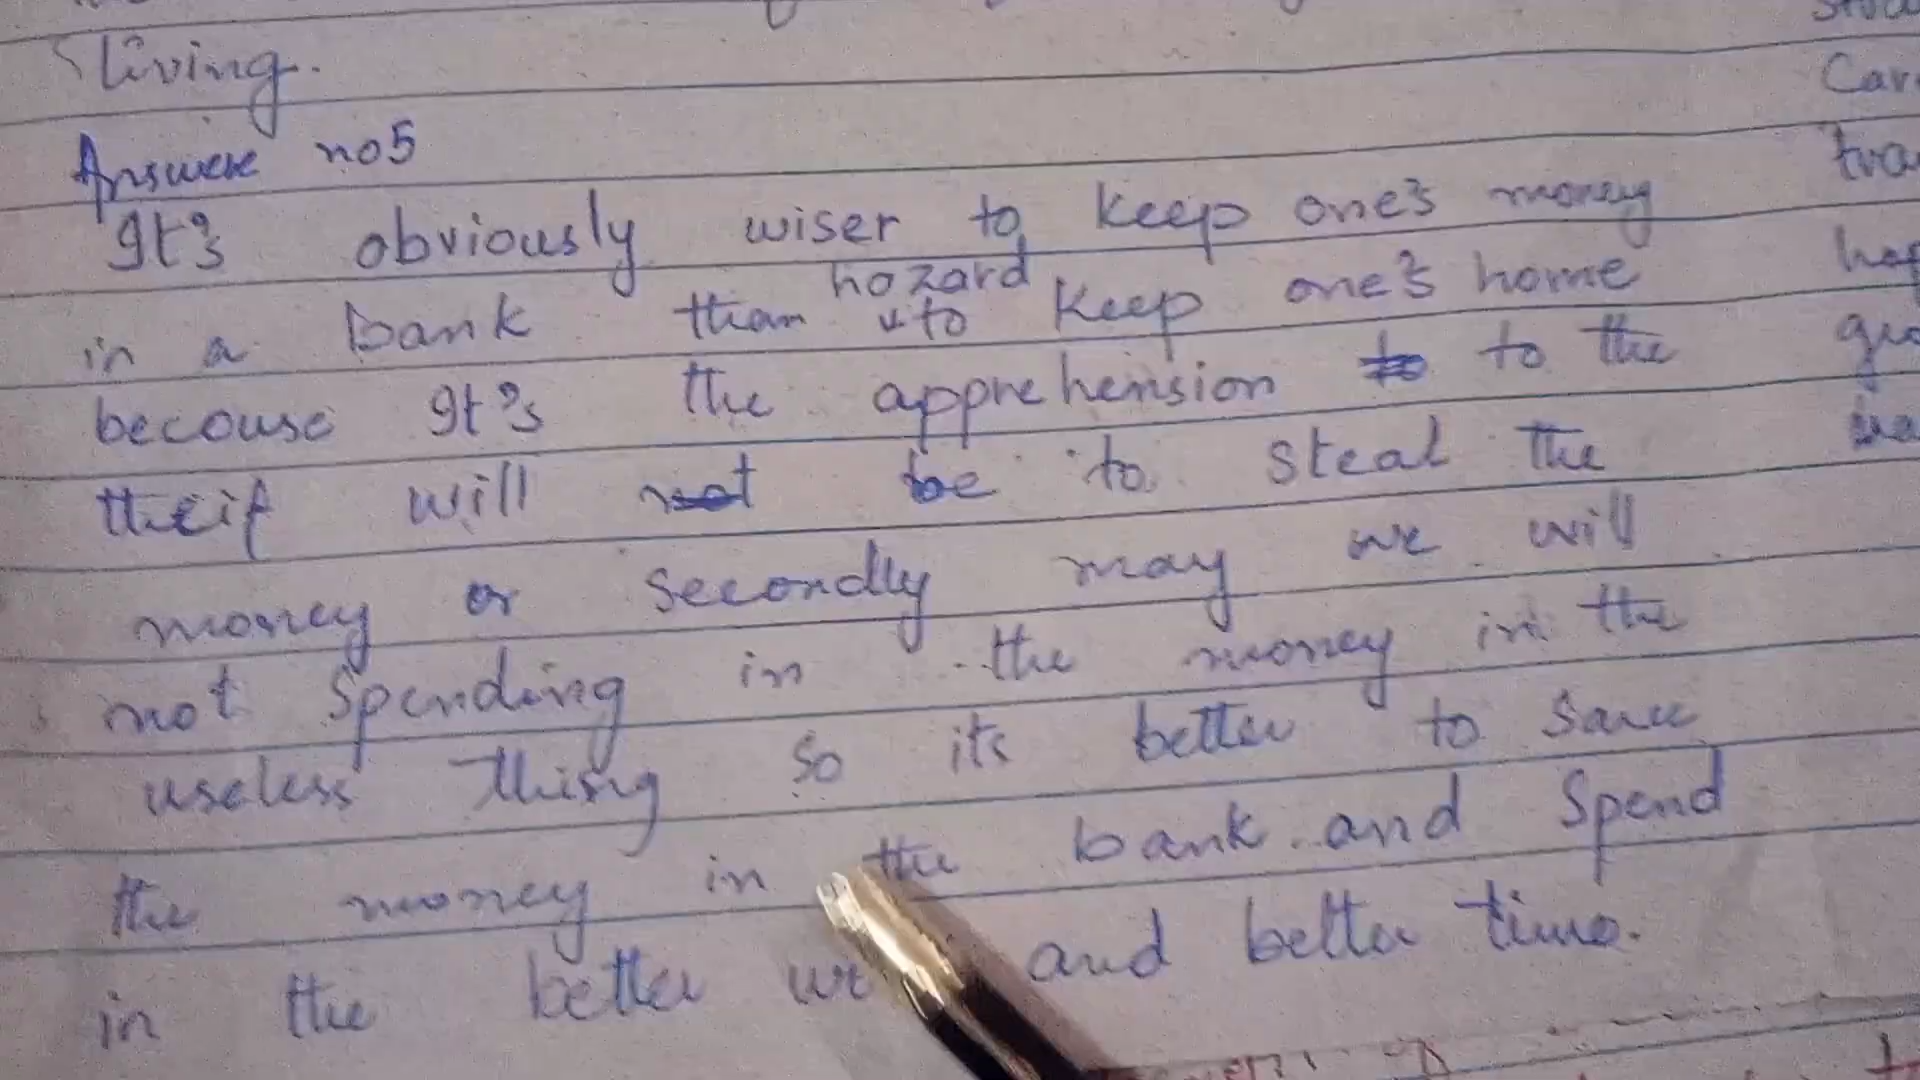 living.
Answere no5
It's obviously wiser to keep one's money
hozard
in a bank than to keep one's home
becouse It's the apprehension to to the
theif will not be to steal the
money or secondly may we will
not spending in the money in the
useless thing so its better to save
the money in the bank and spend
in the better and better time.